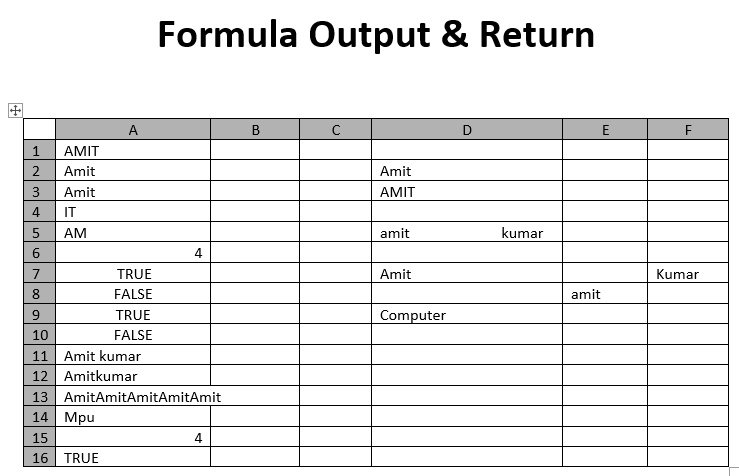 Formula Output & Return
A B C D E F
1 AMIT
2 Amit Amit
3 Amit AMIT
4 IT
5 AM amit kumar
6 4
7 TRUE Amit Kumar
8 FALSE amit
9 TRUE Computer
10 FALSE
11 Amit kumar
12 Amitkumar
13 AmitAmitAmitAmitAmit
14 Mpu
15 4
16 TRUE